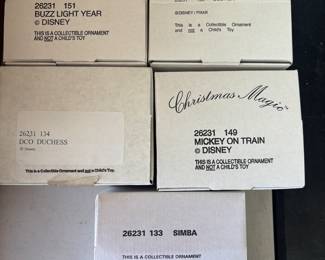 26231 151
BUZZ LIGHT YEAR
© DISNEY
THIS IS A COLLECTIBLE ORNAMENT
AND NOT A CHILD'S TOY
© DISNEY / PIXAR
This is a Collectible Ornament
and not a Child's Toy
26231 134
DCO DUCHESS
© Disney
This is a Collectible Ornament and not a Child's Toy
Christmas Magic
26231 149
MICKEY ON TRAIN
© DISNEY
THIS IS A COLLECTIBLE ORNAMENT
AND NOT A CHILD'S TOY
26231 133 SIMBA
THIS IS A COLLECTIBLE ORNAMENT